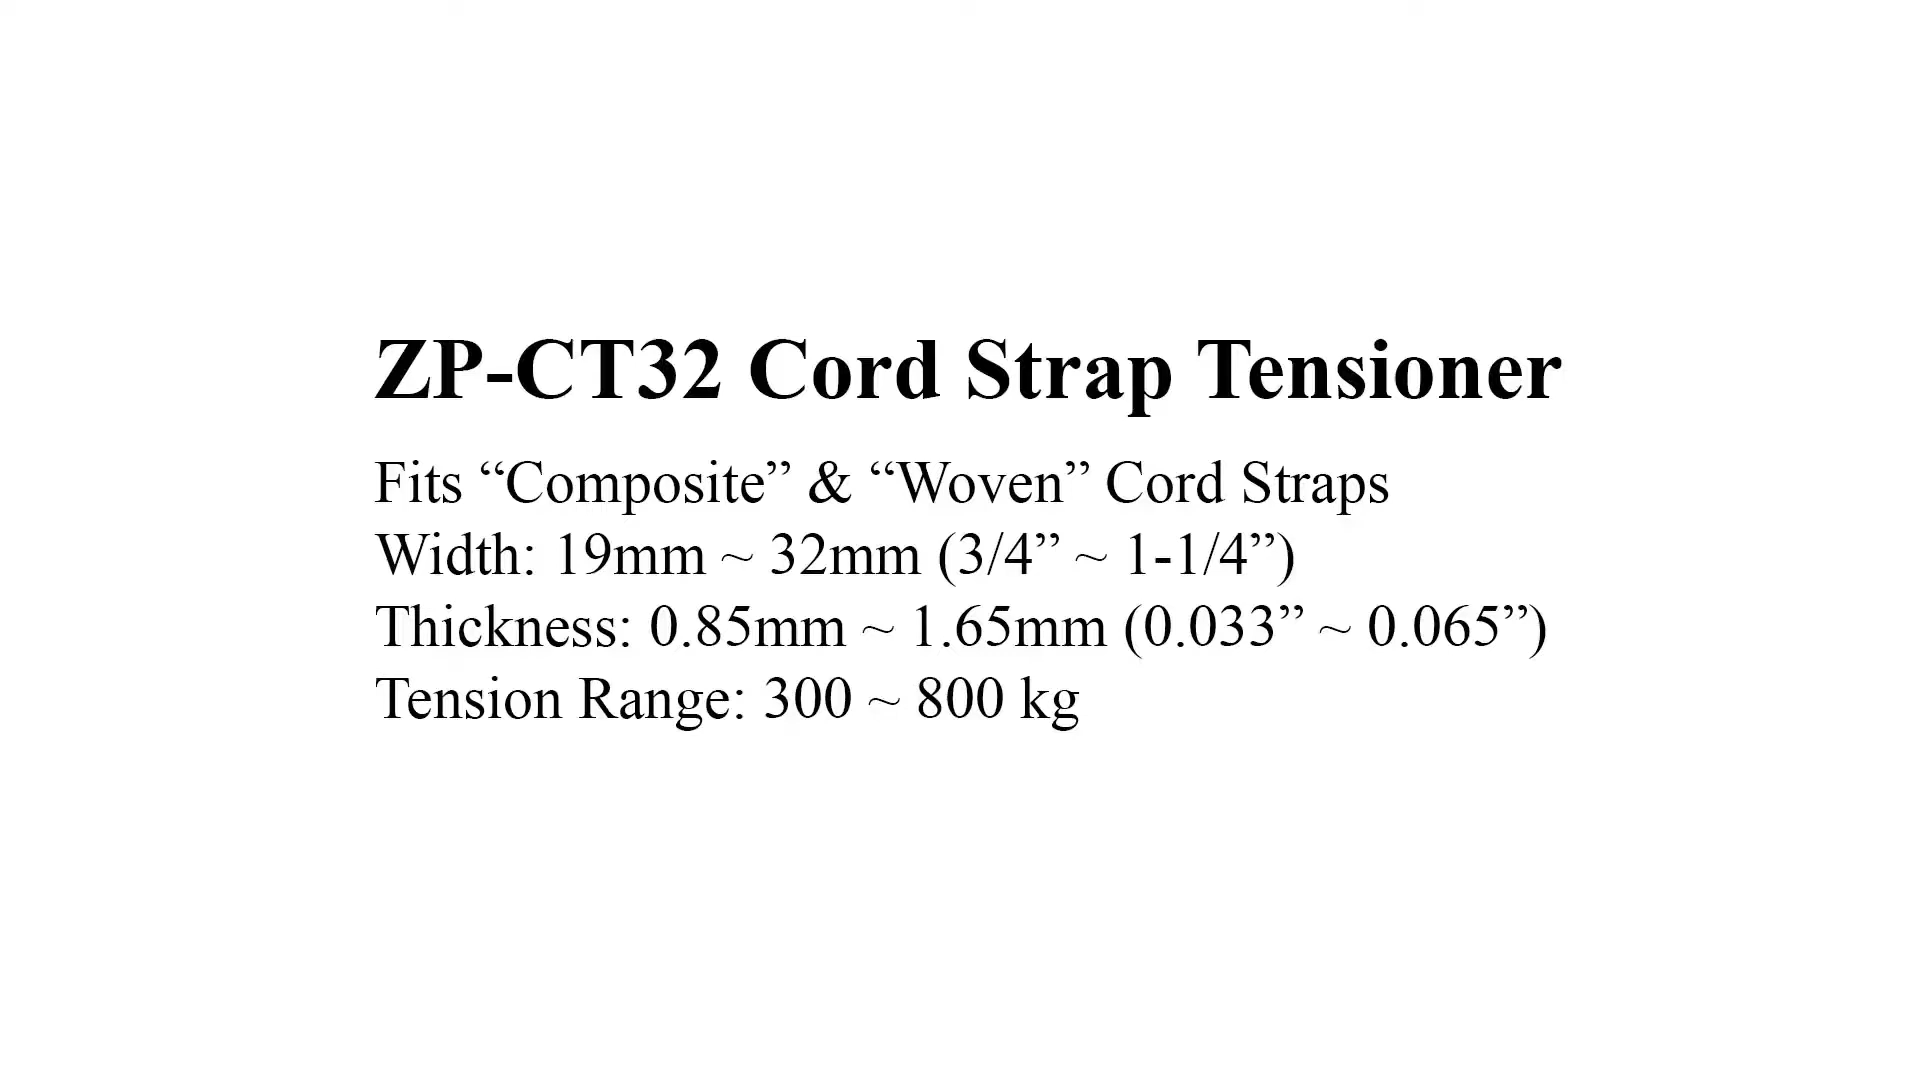 ZP-CT32 Cord Strap Tensioner
Fits “Composite” & “Woven” Cord Straps
Width: 19mm ~ 32mm (3/4” ~ 1-1/4”)
Thickness: 0.85mm ~ 1.65mm (0.033” ~ 0.065”)
Tension Range: 300 ~ 800 kg